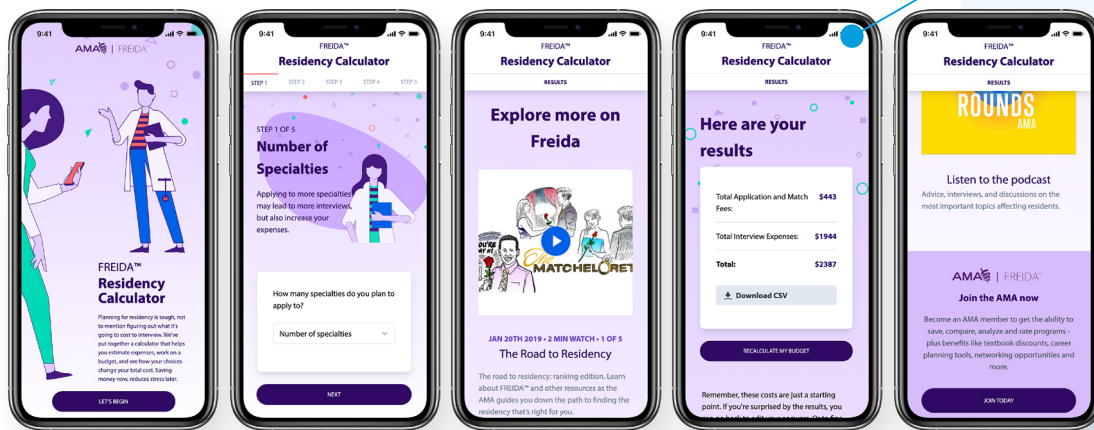 9:41
AMA | FREIDA™
FREIDA™
Residency
Calculator
Planning for residency is tough, not
to mention figuring out what it's
going to cost to interview. We've
put together a calculator that helps
you estimate expenses, work on a
budget, and see how your choices
change your total cost. Saving
money now, reduces stress later.
LET'S BEGIN
9:41
FREIDA™
Residency Calculator
STEP 1 STEP 2 STEP 3 STEP 4 STEP 5
STEP 1 OF 5
Number of
Specialties
Applying to more specialties
may lead to more interviews,
but also increase your
expenses.
How many specialties do you plan to
apply to?
Number of specialties
NEXT
9:41
FREIDA™
Residency Calculator
RESULTS
Explore more on
Freida
YOU'RE
The
MATCHELORET
JAN 20TH 2019 • 2 MIN WATCH • 1 OF 5
The Road to Residency
The road to residency: ranking edition. Learn
about FREIDA™ and other resources as the
AMA guides you down the path to finding the
residency that's right for you.
9:41
FREIDA™
Residency Calculator
RESULTS
Here are your
results
Total Application and Match
Fees:
$443
Total Interview Expenses: $1944
Total: $2387
Download CSV
RECALCULATE MY BUDGET
Remember, these costs are just a starting
point. If you're surprised by the results, you
9:41
FREIDA™
Residency Calculator
RESULTS
ROUNDS
AMA
Listen to the podcast
Advice, interviews, and discussions on the
most important topics affecting residents.
AMA | FREIDA™
Join the AMA now
Become an AMA member to get the ability to
save, compare, analyze and rate programs -
plus benefits like textbook discounts, career
planning tools, networking opportunities and
more.
JOIN TODAY